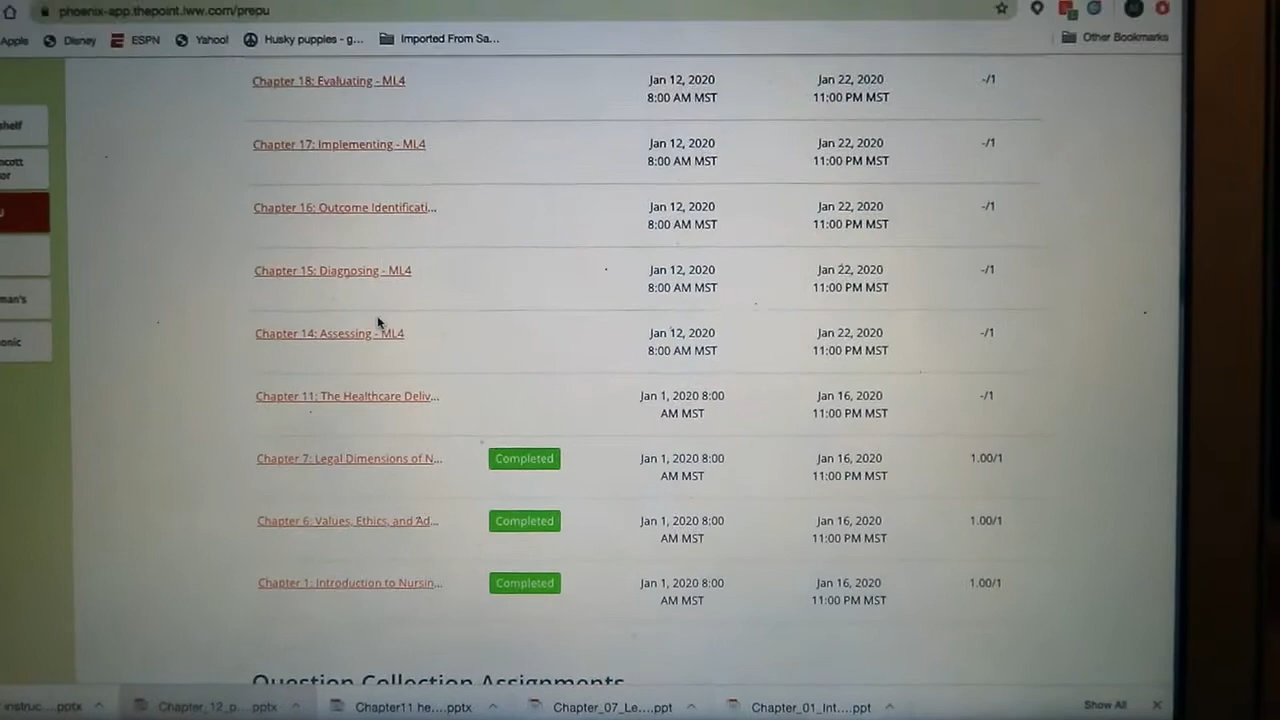 phoenix-app.thepoint.lww.com/prepu
Apple Disney ESPN Yahoo! Husky puppies - g... Imported From Sa... Other Bookmarks
Chapter 18: Evaluating - ML4 Jan 12, 2020 Jan 22, 2020 -/1
8:00 AM MST 11:00 PM MST
shelf
Chapter 17: Implementing - ML4 Jan 12, 2020 Jan 22, 2020 -/1
ncott 8:00 AM MST 11:00 PM MST
or
U Chapter 16: Outcome Identificati... Jan 12, 2020 Jan 22, 2020 -/1
8:00 AM MST 11:00 PM MST
Chapter 15: Diagnosing - ML4 Jan 12, 2020 Jan 22, 2020 -/1
8:00 AM MST 11:00 PM MST
man's
Chapter 14: Assessing - ML4 Jan 12, 2020 Jan 22, 2020 -/1
onic 8:00 AM MST 11:00 PM MST
Chapter 11: The Healthcare Deliv... Jan 1, 2020 8:00 Jan 16, 2020 -/1
AM MST 11:00 PM MST
Chapter 7: Legal Dimensions of N... Completed Jan 1, 2020 8:00 Jan 16, 2020 1.00/1
AM MST 11:00 PM MST
Chapter 6: Values, Ethics, and Ad... Completed Jan 1, 2020 8:00 Jan 16, 2020 1.00/1
AM MST 11:00 PM MST
Chapter 1: Introduction to Nursin... Completed Jan 1, 2020 8:00 Jan 16, 2020 1.00/1
AM MST 11:00 PM MST
Question Collection Assignments
instruc....pptx Chapter_12_p....pptx Chapter11 he....pptx Chapter_07_Le....ppt Chapter_01_Int....ppt Show All